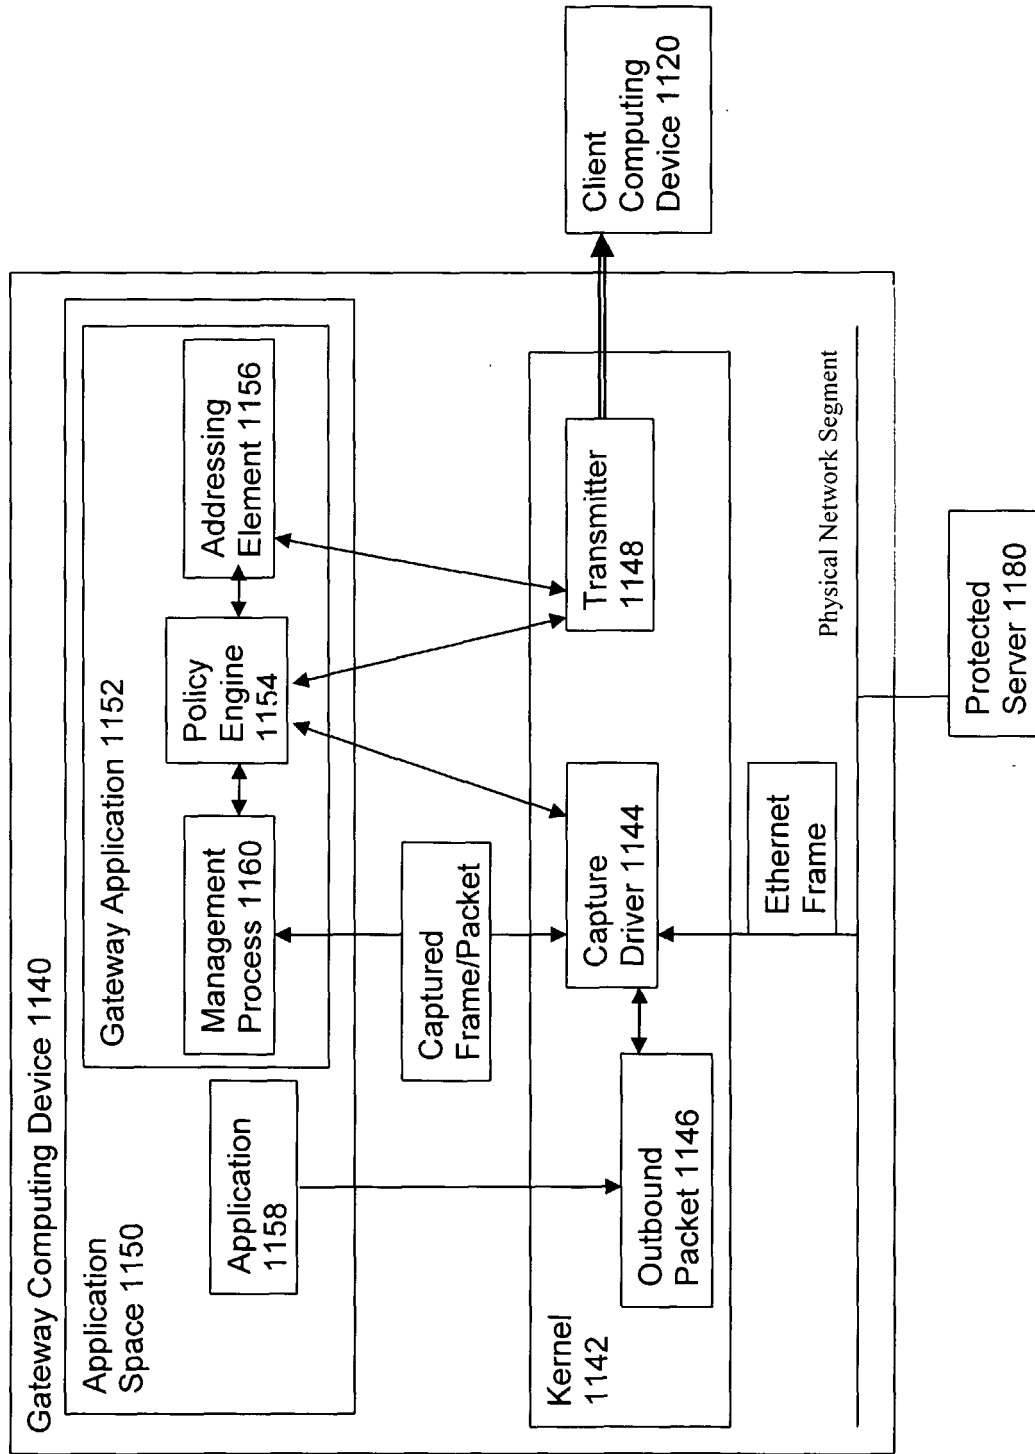 Gateway Computing Device 1140
Application
Space 1150
Gateway Application 1152
Application
1158
Management
Process 1160
Policy
Engine
1154
Addressing
Element 1156
Captured
Frame/Packet
Kernel
1142
Outbound
Packet 1146
Capture
Driver 1144
Transmitter
1148
Client
Computing
Device 1120
Ethernet
Frame
Physical Network Segment
Protected
Server 1180